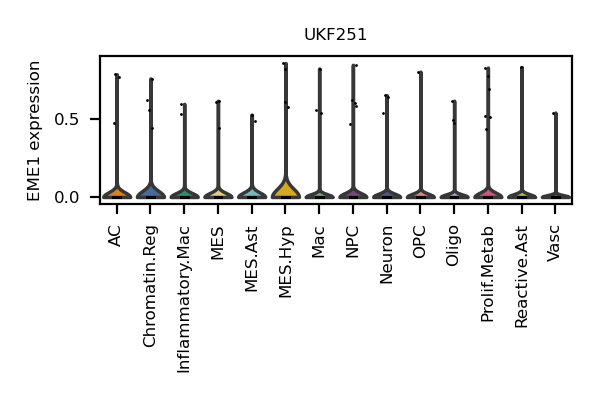 UKF251
EME1 expression
0.5
0.0
AC
Chromatin.Reg
Inflammatory.Mac
MES
MES.Ast
MES.Hyp
Mac
NPC
Neuron
OPC
Oligo
Prolif.Metab
Reactive.Ast
Vasc